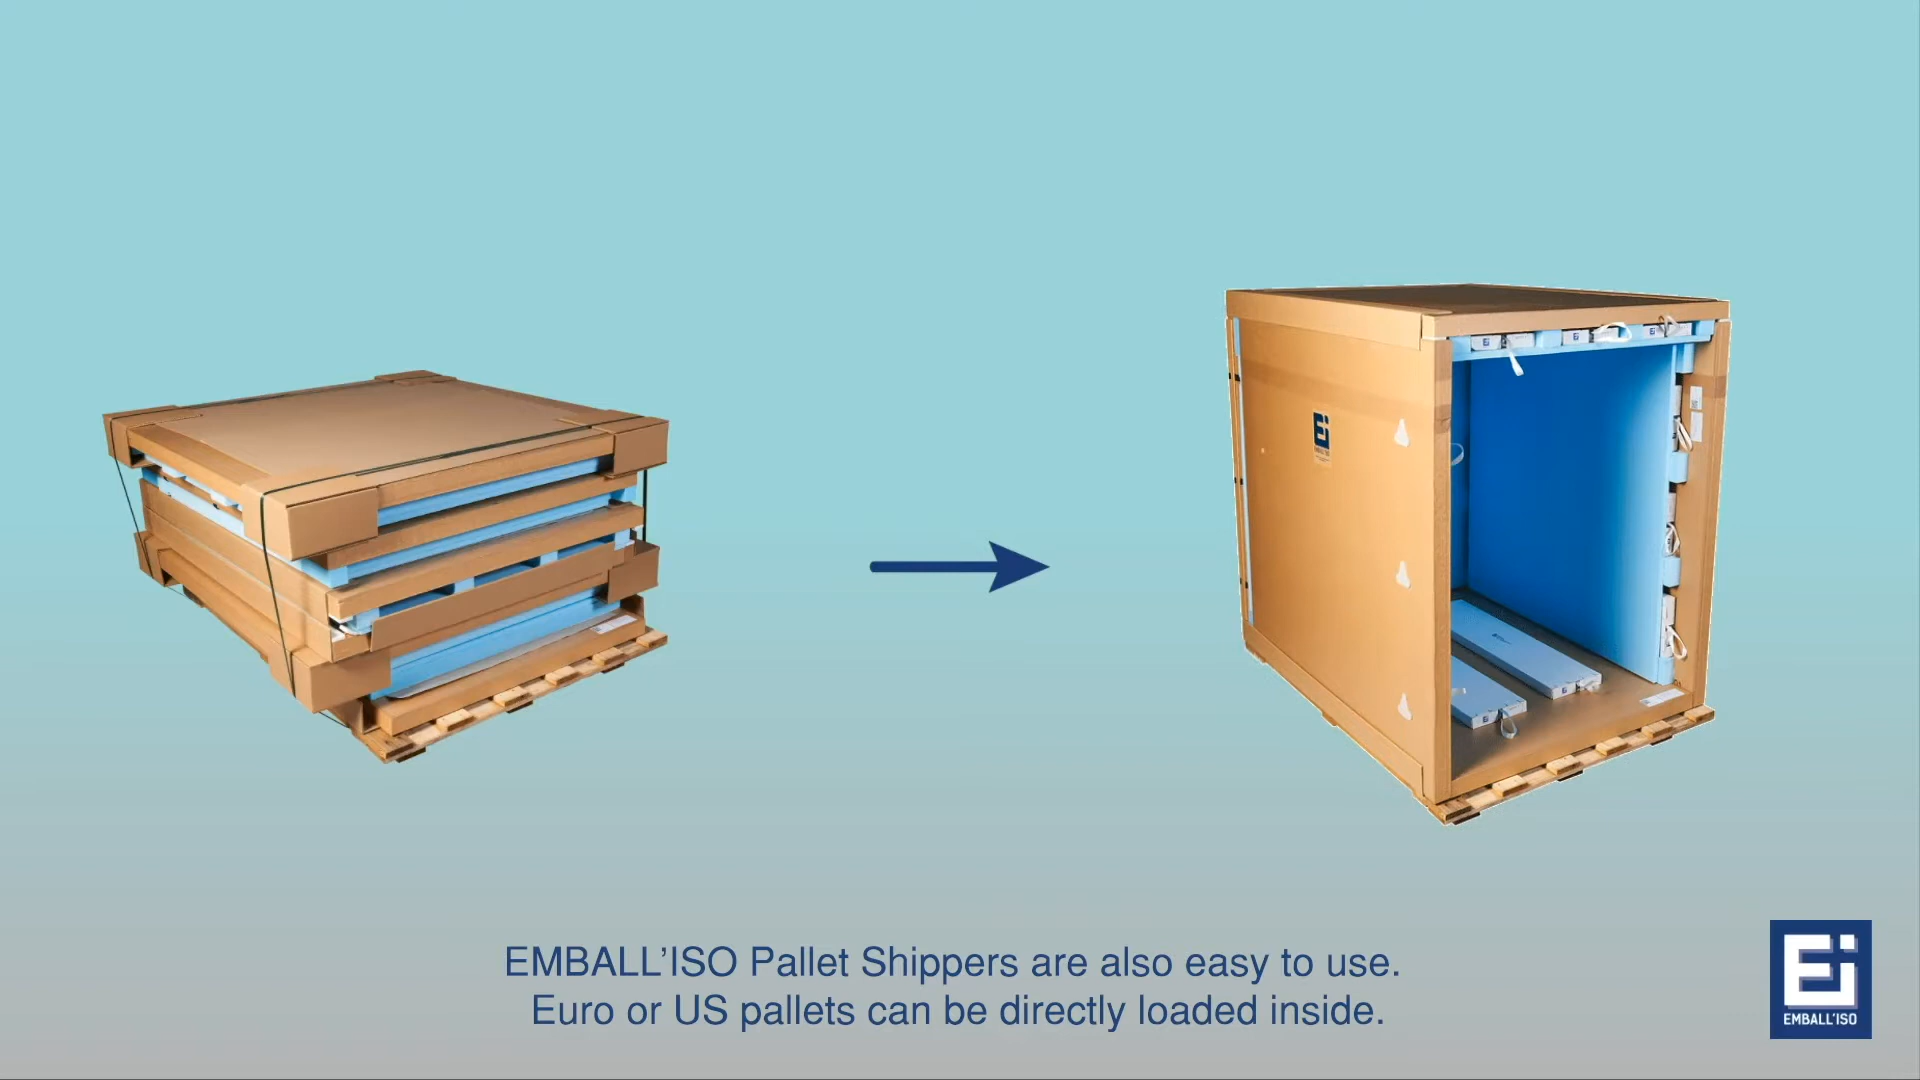 EMBALL'ISO Pallet Shippers are also easy to use.
Euro or US pallets can be directly loaded inside.
Ei
EMBALL'ISO